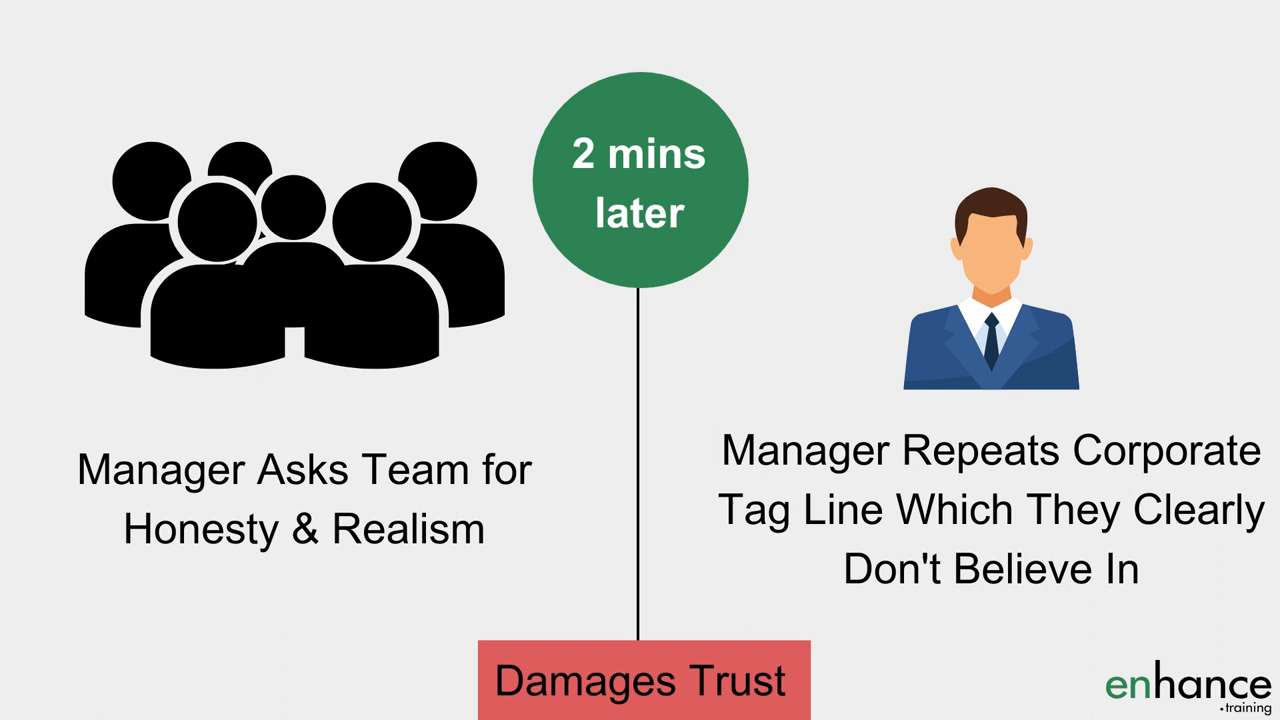 2 mins
later
Manager Asks Team for
Honesty & Realism
Manager Repeats Corporate
Tag Line Which They Clearly
Don't Believe In
Damages Trust
enhance
.training